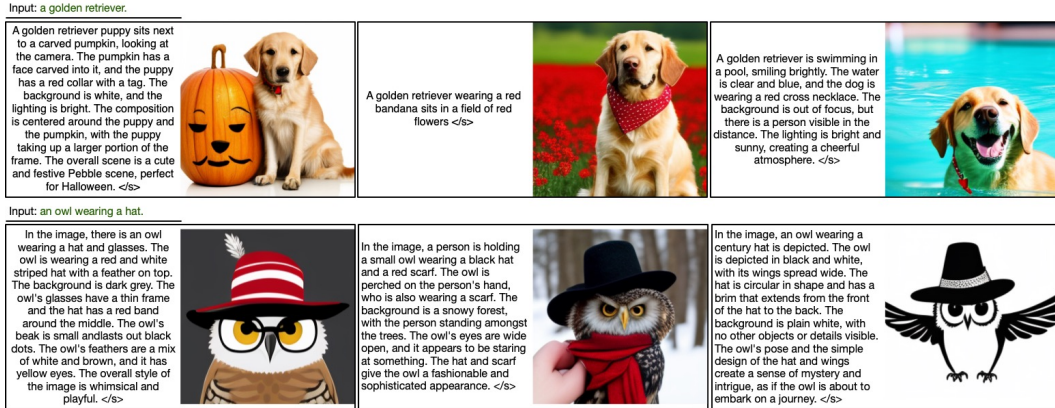 Input: a golden retriever.
A golden retriever puppy sits next
to a carved pumpkin, looking at
the camera. The pumpkin has a
face carved into it, and the puppy
has a red collar with a tag. The
background is white, and the
lighting is bright. The composition
is centered around the puppy and
the pumpkin, with the puppy
taking up a larger portion of the
frame. The overall scene is a cute
and festive Pebble scene, perfect
for Halloween. </s>
A golden retriever wearing a red
bandana sits in a field of red
flowers </s>
A golden retriever is swimming in
a pool, smiling brightly. The water
is clear and blue, and the dog is
wearing a red cross necklace. The
background is out of focus, but
there is a person visible in the
distance. The lighting is bright and
sunny, creating a cheerful
atmosphere. </s>
Input: an owl wearing a hat.
In the image, there is an owl
wearing a hat and glasses. The
owl is wearing a red and white
striped hat with a feather on top.
The background is dark grey. The
owl's glasses have a thin frame
and the hat has a red band
around the middle. The owl's
beak is small andlasts out black
dots. The owl's feathers are a mix
of white and brown, and it has
yellow eyes. The overall style of
the image is whimsical and
playful. </s>
In the image, a person is holding
a small owl wearing a black hat
and a red scarf. The owl is
perched on the person's hand,
who is also wearing a scarf. The
background is a snowy forest,
with the person standing amongst
the trees. The owl's eyes are wide
open, and it appears to be staring
at something. The hat and scarf
give the owl a fashionable and
sophisticated appearance. </s>
In the image, an owl wearing a
century hat is depicted. The owl
is depicted in black and white,
with its wings spread wide. The
hat is circular in shape and has a
brim that extends from the front
of the hat to the back. The
background is plain white, with
no other objects or details visible.
The owl's pose and the simple
design of the hat and wings
create a sense of mystery and
intrigue, as if the owl is about to
embark on a journey. </s>